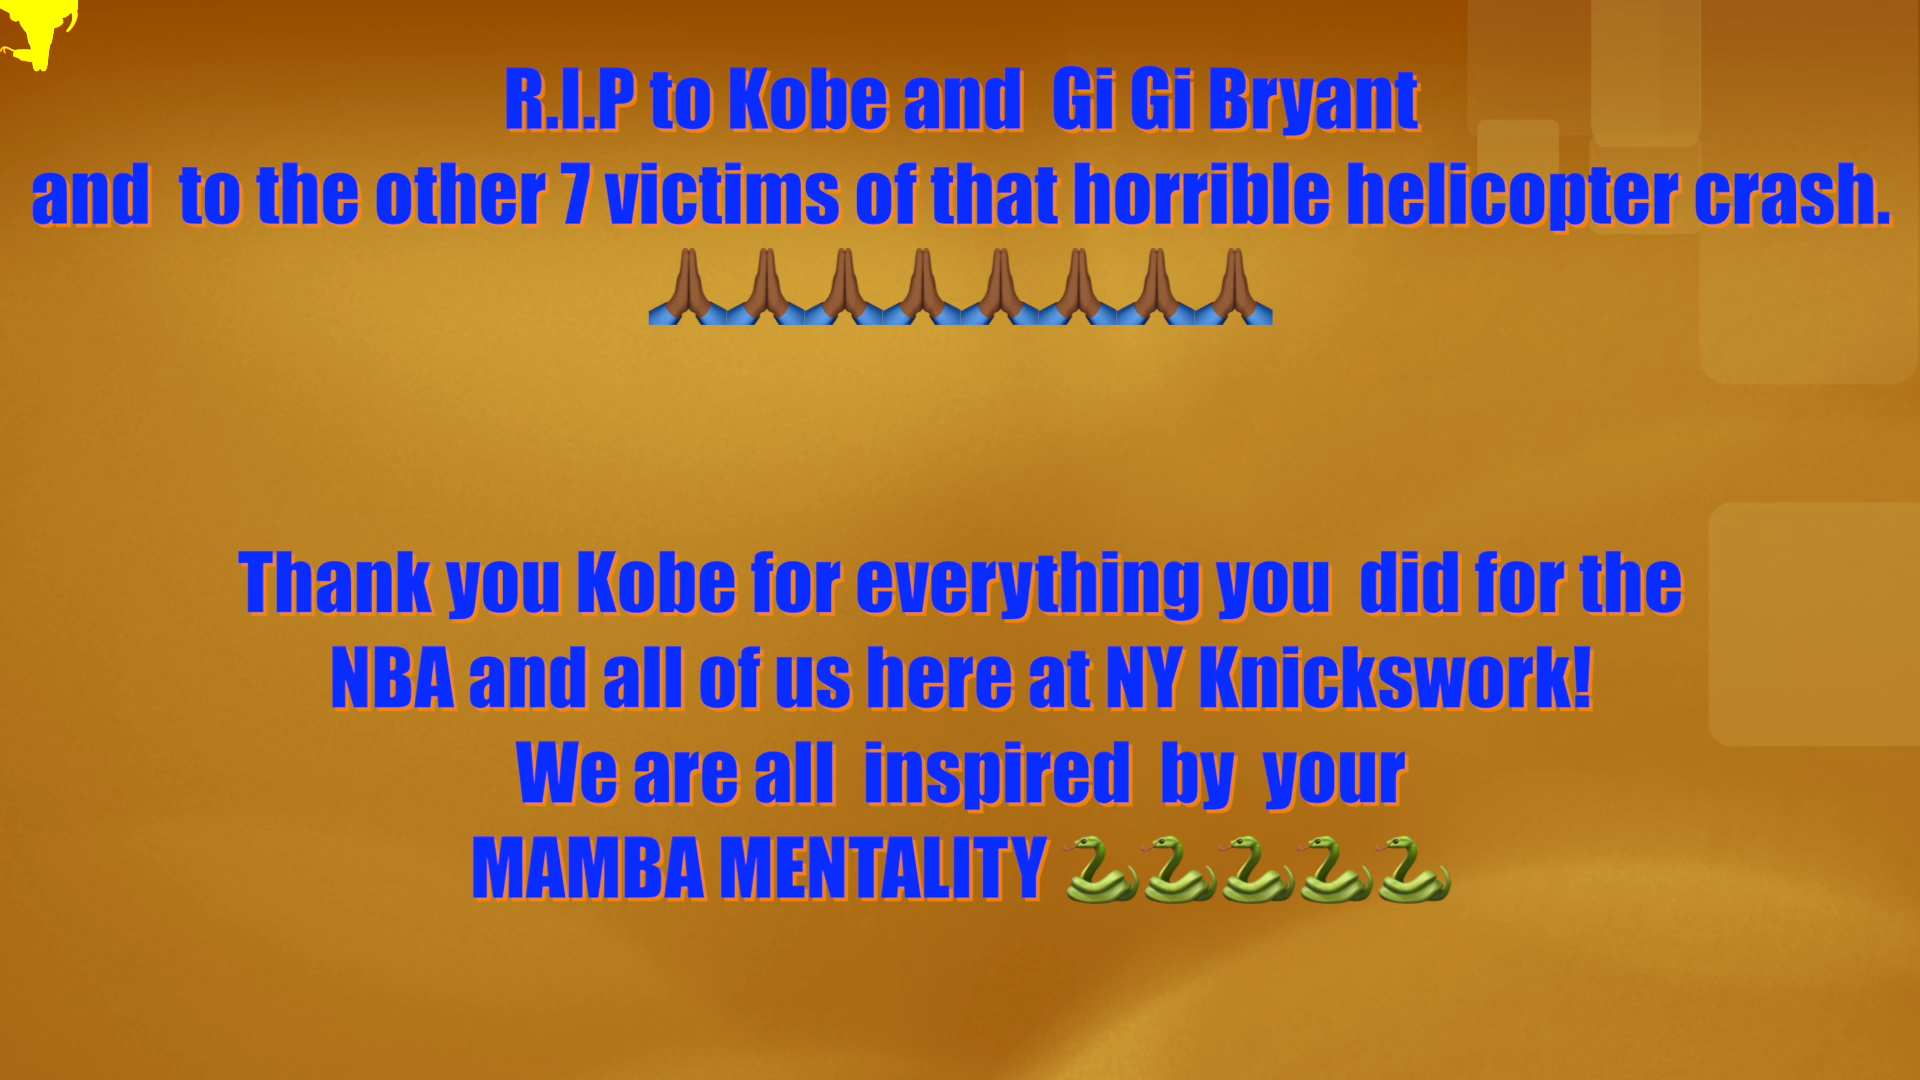 R.I.P to Kobe and  Gi Gi Bryant
and  to the other 7 victims of that horrible helicopter crash.
🙏🏾🙏🏾🙏🏾🙏🏾🙏🏾🙏🏾🙏🏾🙏🏾
Thank you Kobe for everything you  did for the
NBA and all of us here at NY Knickswork!
We are all  inspired  by  your
MAMBA MENTALITY 🐍🐍🐍🐍🐍